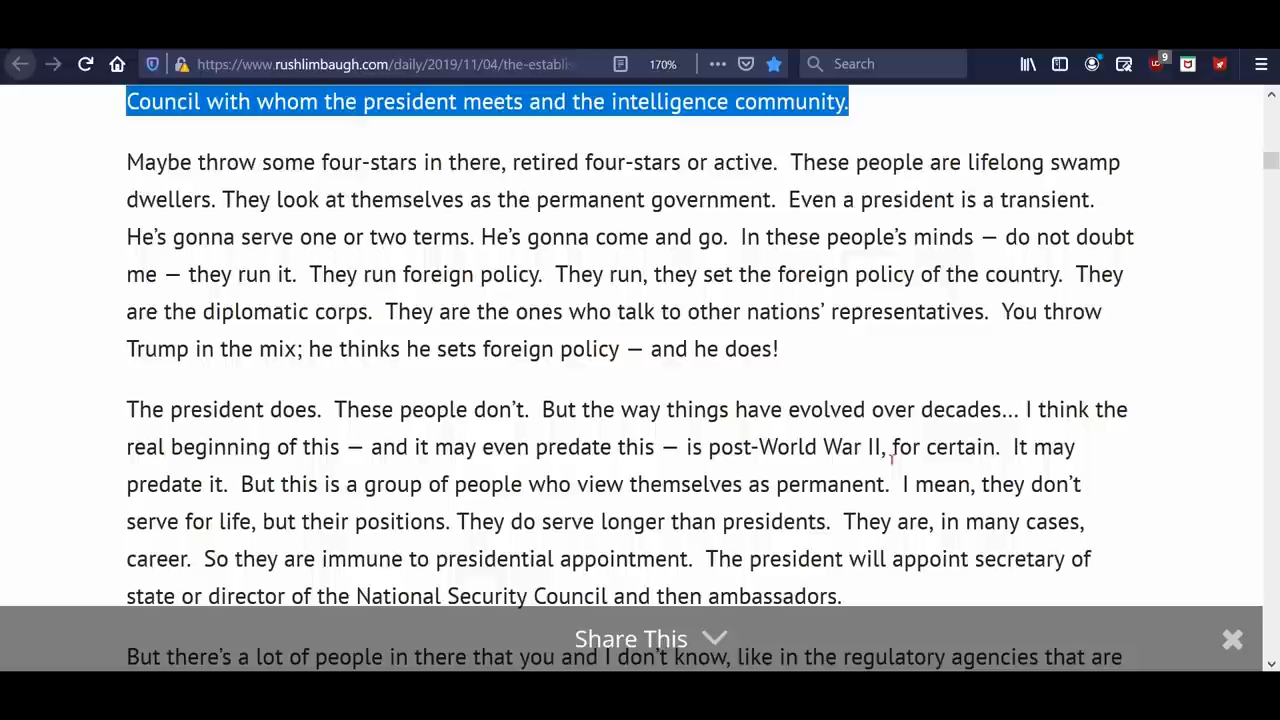 https://www.rushlimbaugh.com/daily/2019/11/04/the-establis
170%
Search
9
Council with whom the president meets and the intelligence community.
Maybe throw some four-stars in there, retired four-stars or active. These people are lifelong swamp
dwellers. They look at themselves as the permanent government. Even a president is a transient.
He’s gonna serve one or two terms. He’s gonna come and go. In these people’s minds — do not doubt
me — they run it. They run foreign policy. They run, they set the foreign policy of the country. They
are the diplomatic corps. They are the ones who talk to other nations’ representatives. You throw
Trump in the mix; he thinks he sets foreign policy — and he does!
The president does. These people don’t. But the way things have evolved over decades… I think the
real beginning of this — and it may even predate this — is post-World War II, for certain. It may
predate it. But this is a group of people who view themselves as permanent. I mean, they don’t
serve for life, but their positions. They do serve longer than presidents. They are, in many cases,
career. So they are immune to presidential appointment. The president will appoint secretary of
state or director of the National Security Council and then ambassadors.
Share This
But there’s a lot of people in there that you and I don’t know, like in the regulatory agencies that are